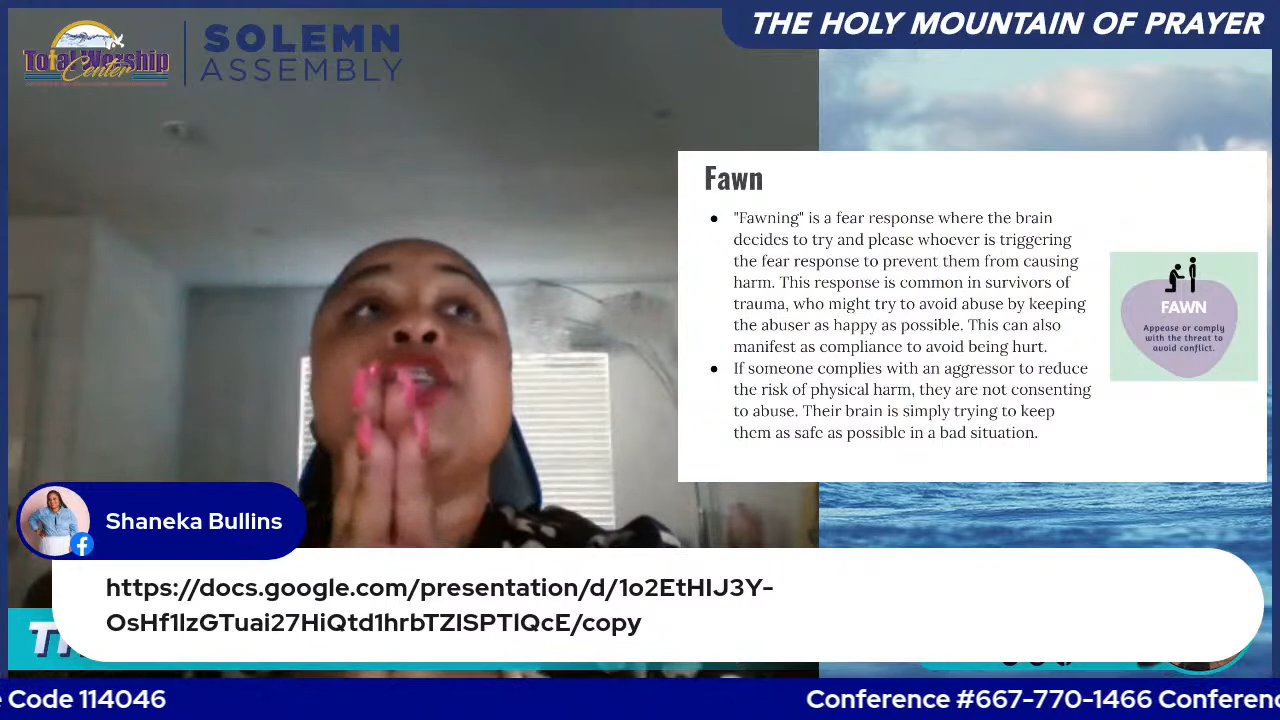 THE HOLY MOUNTAIN OF PRAYER
Total Worship
Center
SOLEMN
ASSEMBLY
Fawn
● "Fawning" is a fear response where the brain
decides to try and please whoever is triggering
the fear response to prevent them from causing
harm. This response is common in survivors of
trauma, who might try to avoid abuse by keeping
the abuser as happy as possible. This can also
manifest as compliance to avoid being hurt.
● If someone complies with an aggressor to reduce
the risk of physical harm, they are not consenting
to abuse. Their brain is simply trying to keep
them as safe as possible in a bad situation.
FAWN
Appease or comply
with the threat to
avoid conflict.
Shaneka Bullins
https://docs.google.com/presentation/d/1o2EtHIJ3Y-
OsHf1lzGTuai27HiQtd1hrbTZlSPTlQcE/copy
Code 114046
Conference #667-770-1466 Conferenc